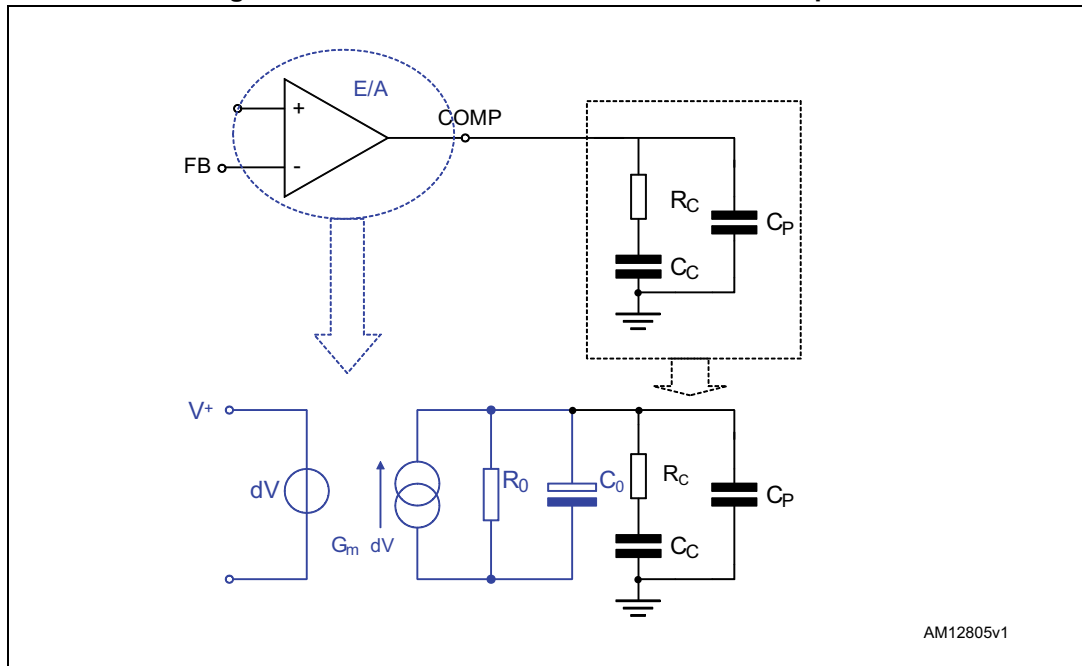 E/A
+
COMP
FB
-
R_C
C_P
C_C
V+
dV
R_0
C_0
R_C
C_P
G_m dV
C_C
AM12805v1